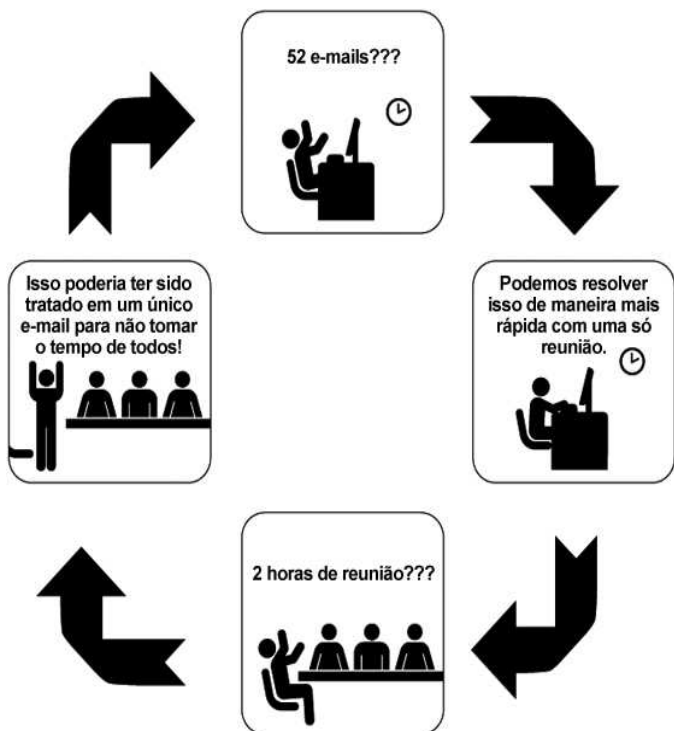 52 e-mails???
Podemos resolver
isso de maneira mais
rápida com uma só
reunião.
2 horas de reunião???
Isso poderia ter sido
tratado em um único
e-mail para não tomar
o tempo de todos!